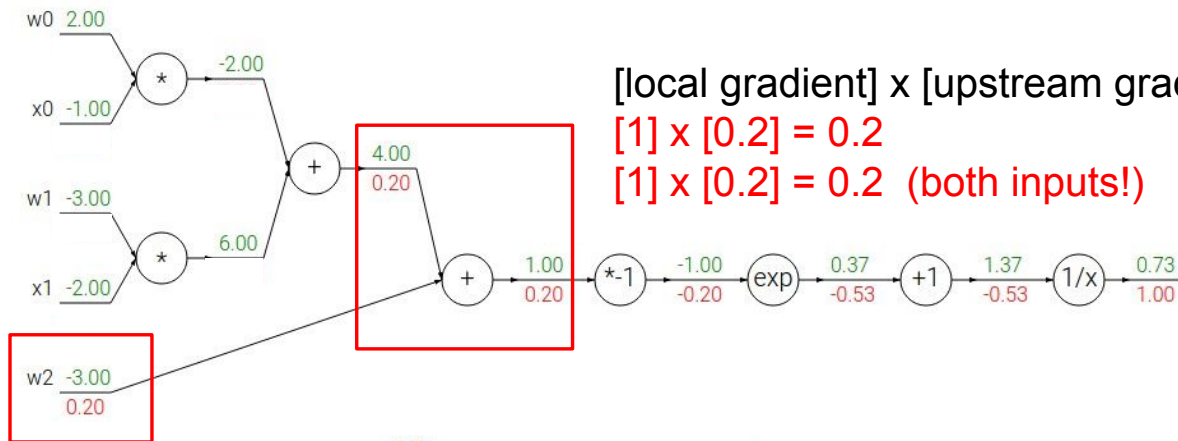 w0 2.00
-2.00
*
x0 -1.00
[local gradient] x [upstream
[1] x [0.2] = 0.2
[1] x [0.2] = 0.2 (both inputs!)
4.00
0.20
+
w1 -3.00
6.00
*
x1 -2.00
+
1.00
0.20
*-1
-1.00
-0.20
exp
0.37
-0.53
+1
1.37
-0.53
1/x
0.73
1.00
w2 -3.00
0.20